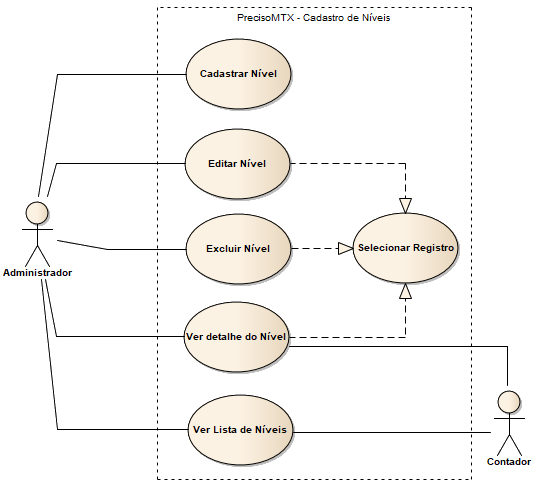 PrecisoMTX - Cadastro de Níveis
Cadastrar Nível
Editar Nível
Excluir Nível
Selecionar Registro
Administrador
Ver detalhe do Nível
Ver Lista de Níveis
Contador